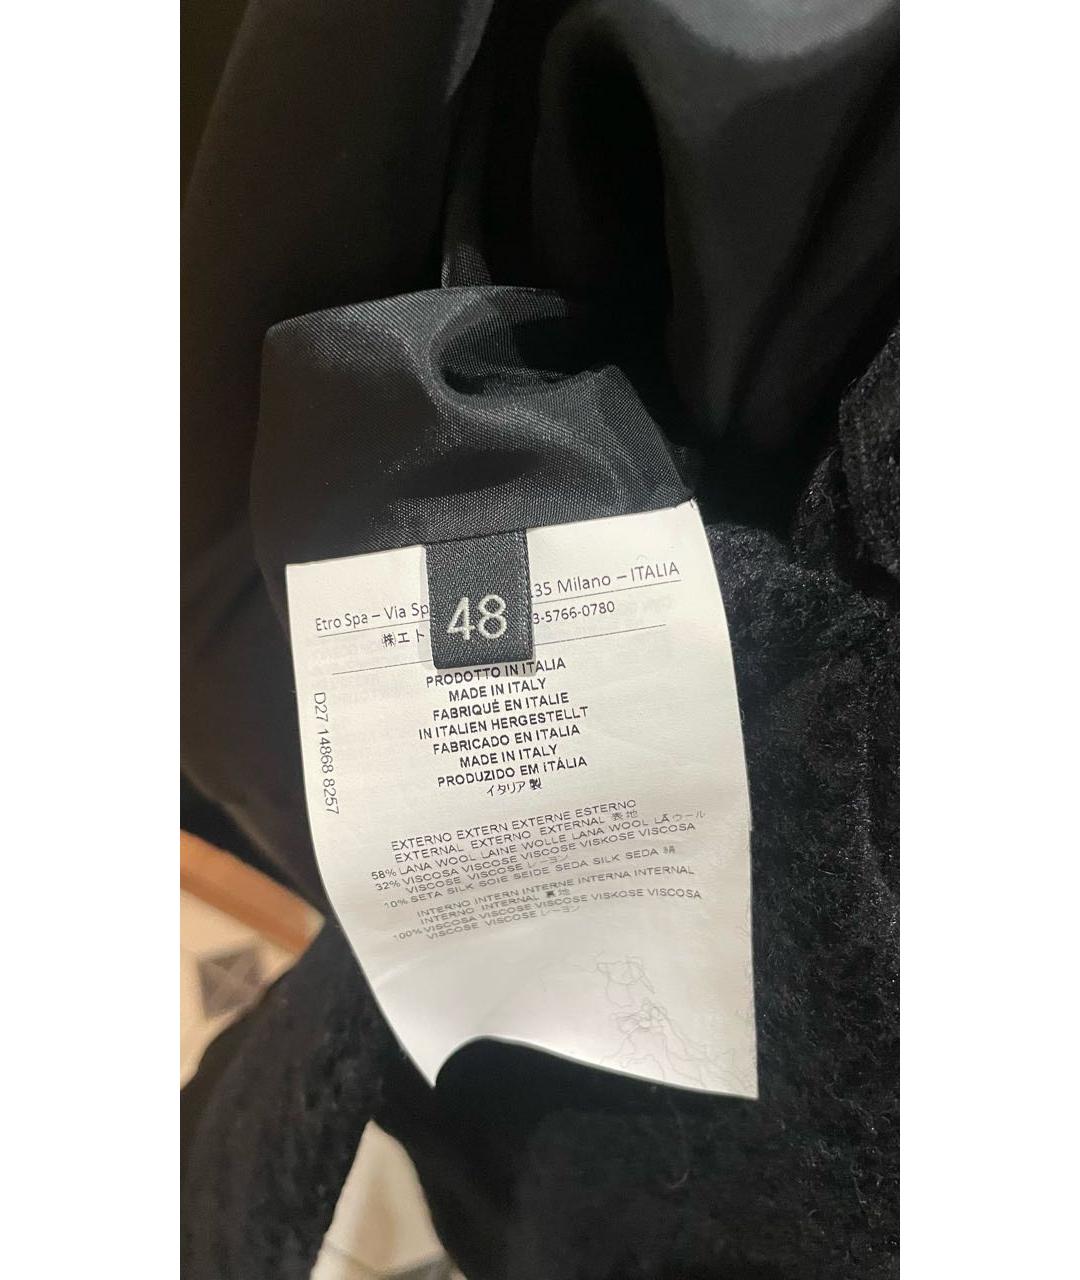 Etro Spa – Via Sp 35 Milano – ITALIA
㈱エト 3-5766-0780
48
PRODOTTO IN ITALIA
MADE IN ITALY
FABRIQUÉ EN ITALIE
IN ITALIEN HERGESTELLT
FABRICADO EN ITALIA
MADE IN ITALY
PRODUZIDO EM iTÁLIA
イタリア製
D27 14868 8257
EXTERNO EXTERN EXTERNE ESTERNO
EXTERNAL EXTERNO EXTERNAL 表地
58% LANA WOOL LAINE WOLLE LANA WOOL LÃ ウール
32% VISCOSA VISCOSE VISCOSE VISKOSE VISCOSA
VISCOSE VISCOSE レーヨン
10% SETA SILK SOIE SEIDE SEDA SILK SEDA 絹
INTERNO INTERN INTERNE INTERNA INTERNAL
INTERNO INTERNAL 裏地
100% VISCOSA VISCOSE VISCOSE VISKOSE VISCOSA
VISCOSE VISCOSE レーヨン